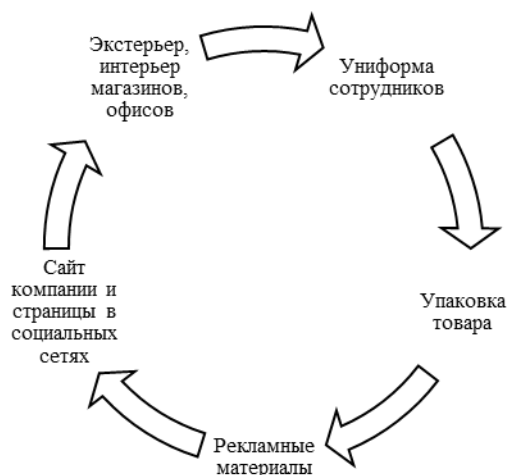 Экстерьер,
интерьер
магазинов,
офисов
Униформа
сотрудников
Упаковка
товара
Рекламные
материалы
Сайт
компании и
страницы в
социальных
сетях